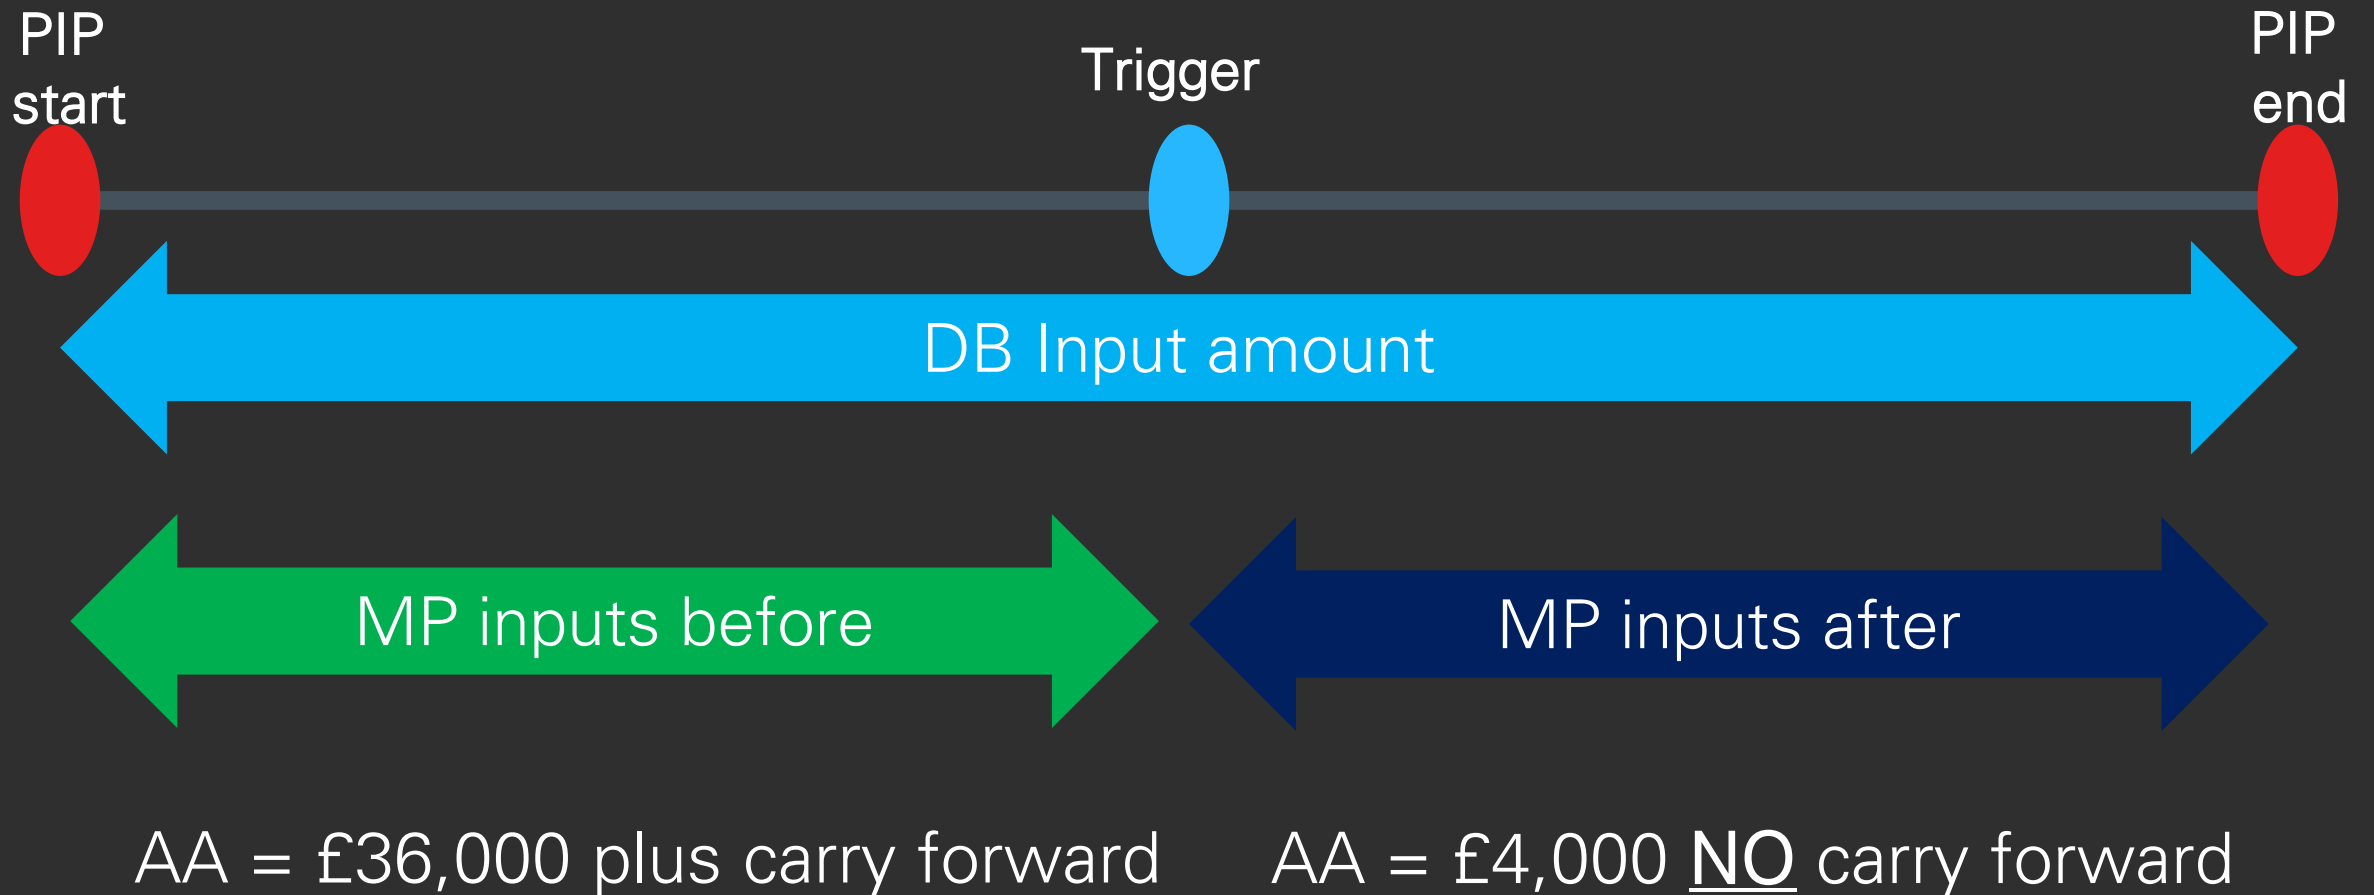 PIP
start
Trigger
PIP
end
DB Input amount
MP inputs before
MP inputs after
AA = £36,000 plus carry forward
AA = £4,000 NO carry forward